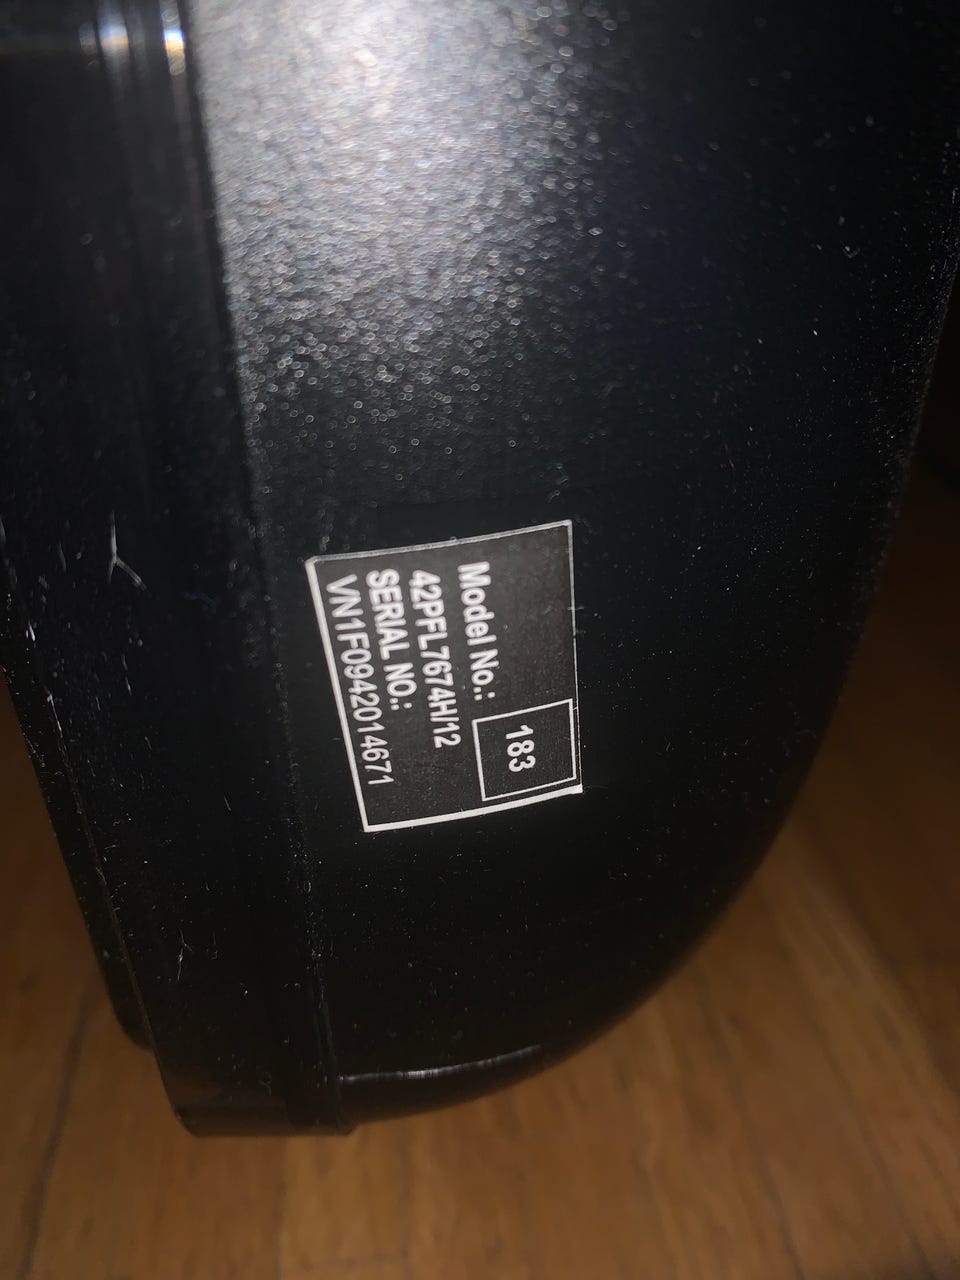 183
Model No.:
42PFL7674H/12
SERIAL NO.:
VN1F0942014671